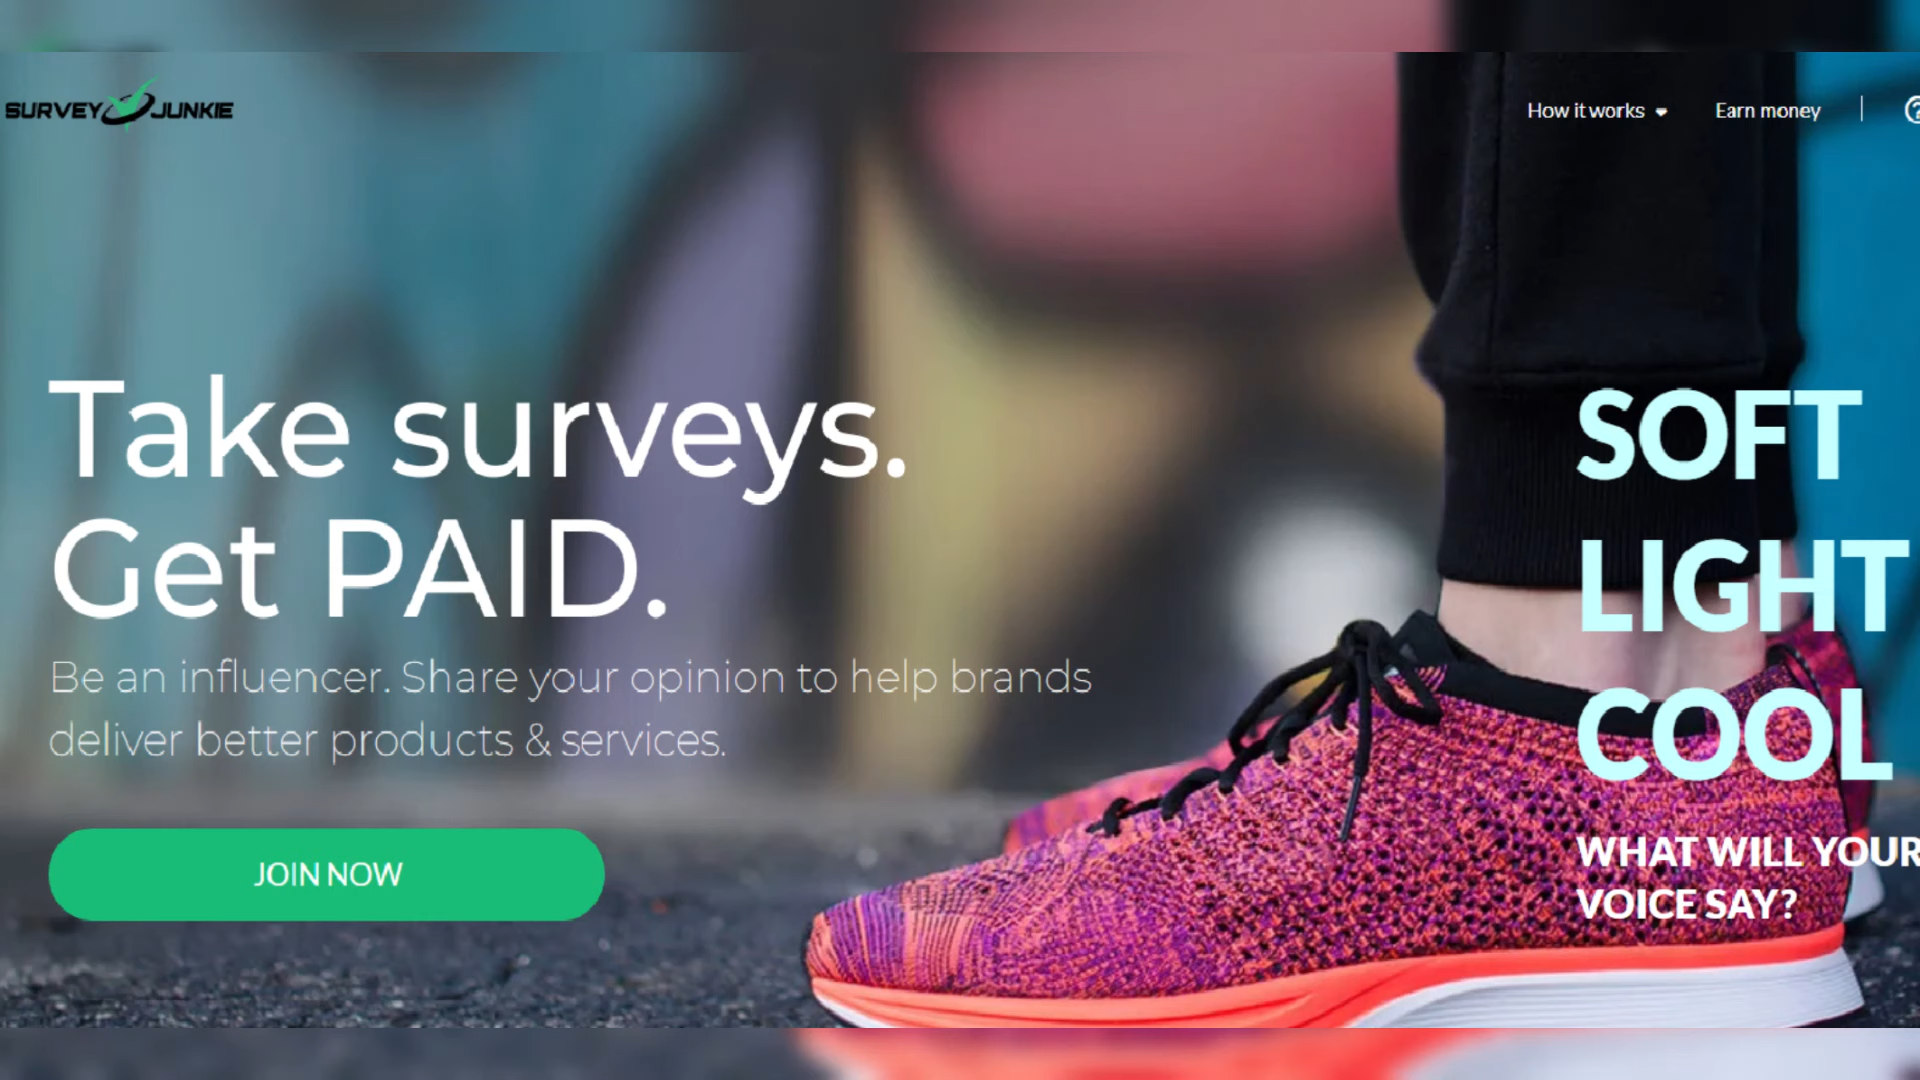 SURVEY JUNKIE
How it works
Earn money
Take surveys.
Get PAID.
Be an influencer. Share your opinion to help brands
deliver better products & services.
JOIN NOW
SOFT
LIGHT
COOL
WHAT WILL YOUR
VOICE SAY?